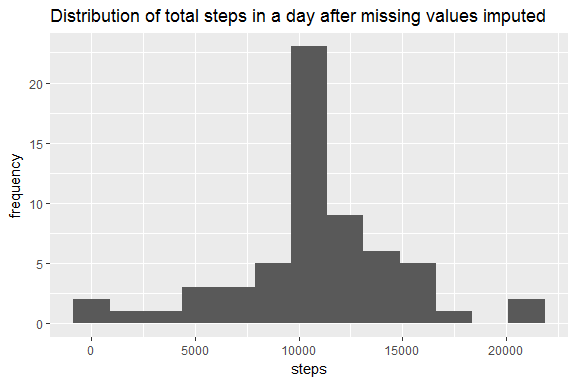 Distribution of total steps in a day after missing values imputed
frequency
20
15
10
5
0
0 5000 10000 15000 20000
steps